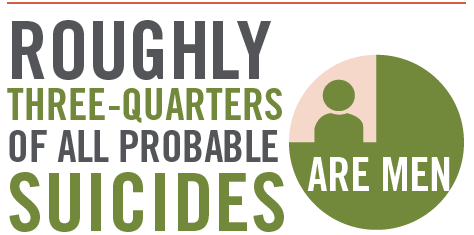 ROUGHLY
THREE-QUARTERS
OF ALL PROBABLE
SUICIDES
ARE MEN